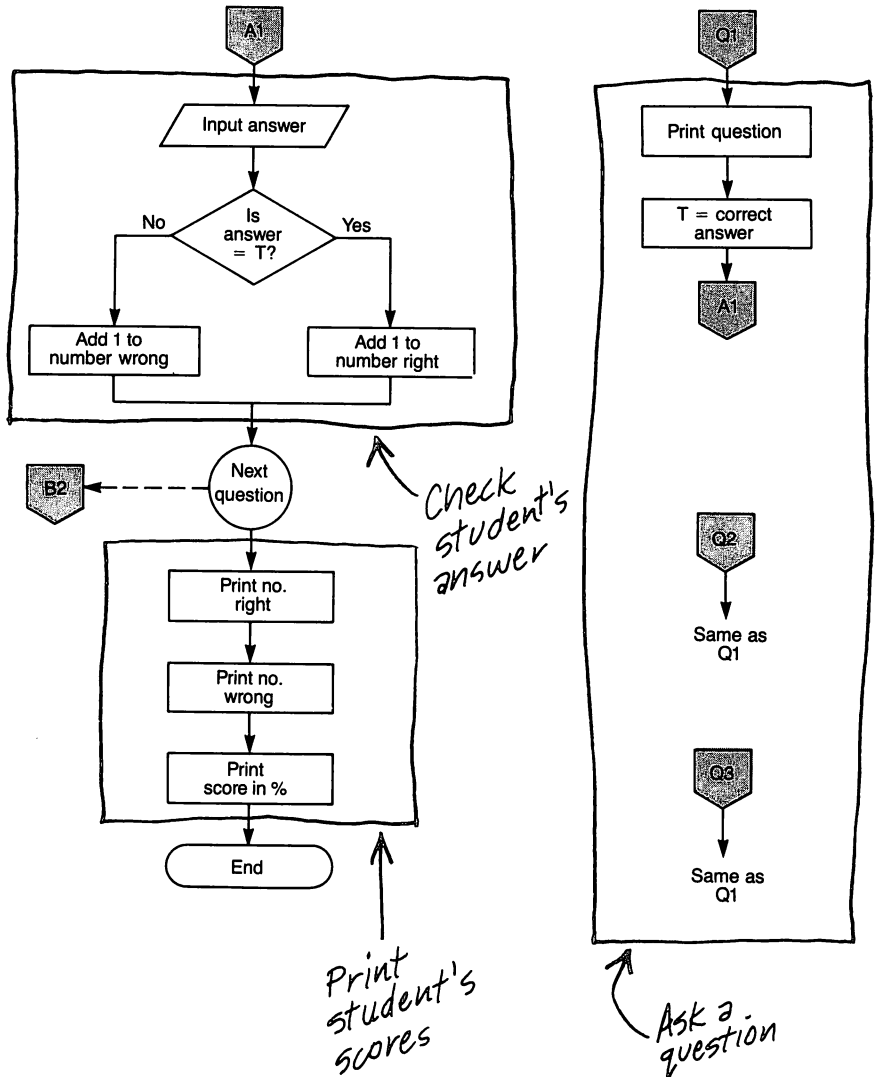 A1
Input answer
Is
answer
= T?
No
Yes
Add 1 to
number wrong
Add 1 to
number right
Next
question
B2
Check
student's
answer
Print no.
right
Print no.
wrong
Print
score in %
End
Print
student's
scores
Q1
Print question
T = correct
answer
A1
Q2
Same as
Q1
Q3
Same as
Q1
Ask a
question